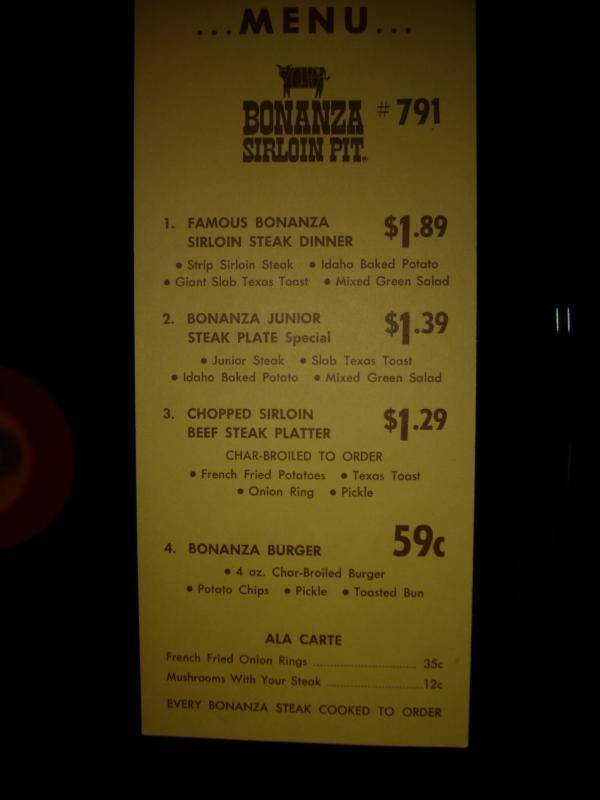 ...MENU...
BONANZA # 791
SIRLOIN PIT®
1. FAMOUS BONANZA $1.89
SIRLOIN STEAK DINNER
• Strip Sirloin Steak • Idaho Baked Potato
• Giant Slab Texas Toast • Mixed Green Salad
2. BONANZA JUNIOR $1.39
STEAK PLATE Special
• Junior Steak • Slab Texas Toast
• Idaho Baked Potato • Mixed Green Salad
3. CHOPPED SIRLOIN $1.29
BEEF STEAK PLATTER
CHAR-BROILED TO ORDER
• French Fried Potatoes • Texas Toast
• Onion Ring • Pickle
4. BONANZA BURGER 59c
• 4 oz. Char-Broiled Burger
• Potato Chips • Pickle • Toasted Bun
ALA CARTE
French Fried Onion Rings ........................ 35c
Mushrooms With Your Steak ........................ 12c
EVERY BONANZA STEAK COOKED TO ORDER